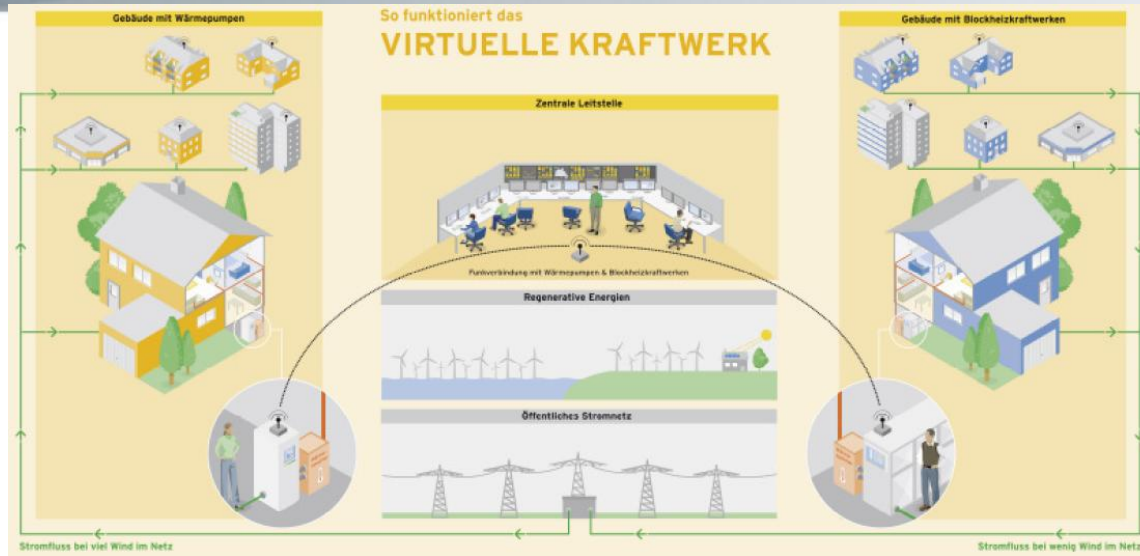 Gebäude mit Wärmepumpen
So funktioniert das
VIRTUELLE KRAFTWERK
Gebäude mit Blockheizkraftwerken
Zentrale Leitstelle
Funkverbindung mit Wärmepumpen & Blockheizkraftwerken
Regenerative Energien
Öffentliches Stromnetz
Stromfluss bei viel Wind im Netz
Stromfluss bei wenig Wind im Netz